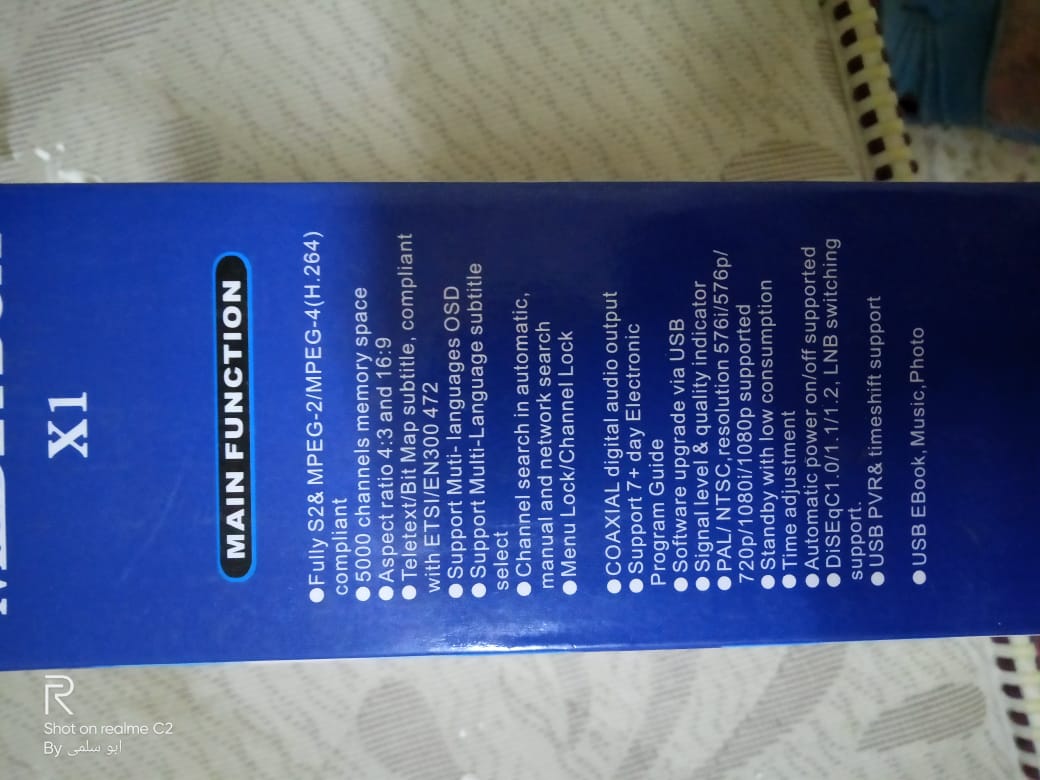 X1
MAIN FUNCTION
●Fully S2& MPEG-2/MPEG-4(H.264)
compliant
●5000 channels memory space
●Aspect ratio 4:3 and 16:9
●Teletext/Bit Map subtitle, compliant
with ETSI/EN300 472
●Support Muti- languages OSD
●Support Multi-Language subtitle
select
●Channel search in automatic,
manual and network search
●Menu Lock/Channel Lock
●COAXIAL digital audio output
●Support 7+ day Electronic
Program Guide
●Software upgrade via USB
●Signal level & quality indicator
●PAL/ NTSC,resolution 576i/576p/
720p/1080i/1080p supported
●Standby with low consumption
●Time adjustment
●Automatic power on/off supported
●DiSEqC1.0/1.1/1.2, LNB switching
support.
●USB PVR& timeshift support
●USB EBook, Music,Photo
Shot on realme C2
By ابو سلمى